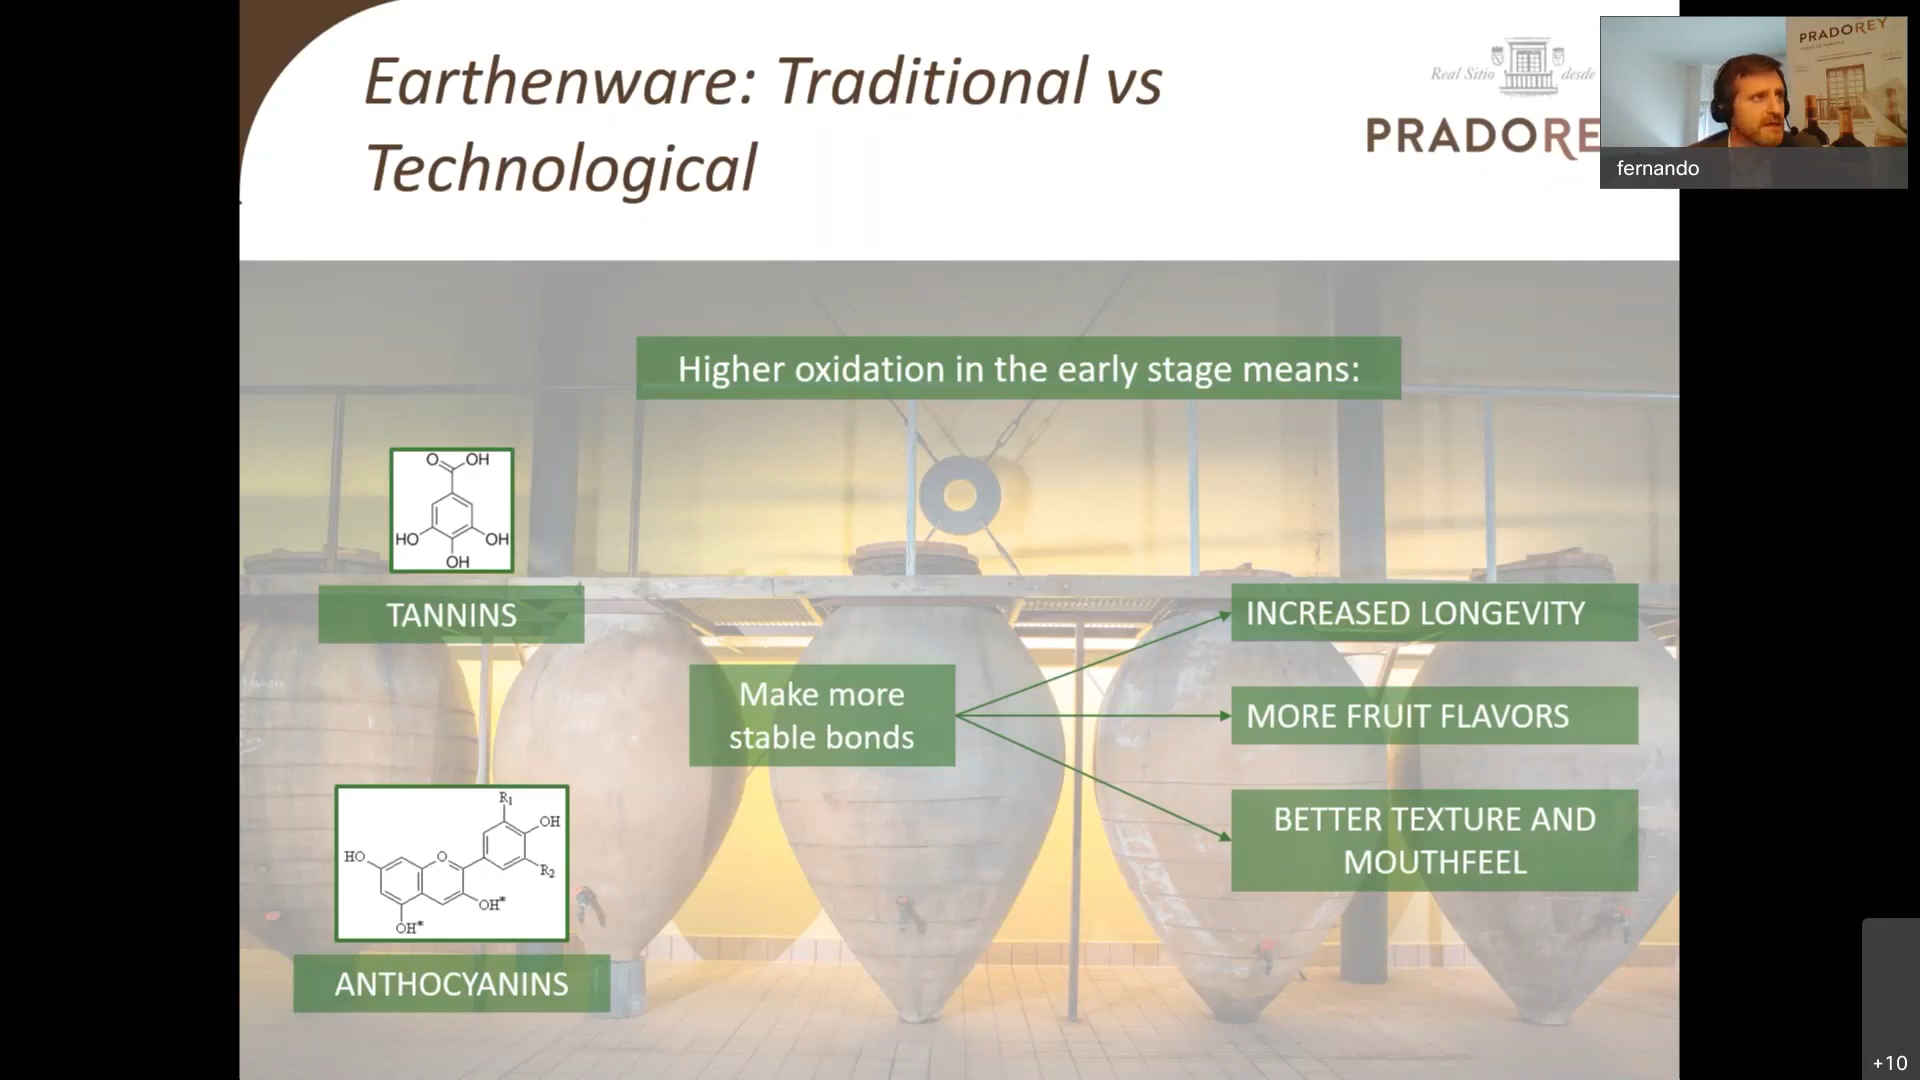 Earthenware: Traditional vs
Technological
Real Sitio desde
PRADORE
PRADOREY
fernando
Higher oxidation in the early stage means:
O OH
HO OH
OH
TANNINS
Make more
stable bonds
INCREASED LONGEVITY
MORE FRUIT FLAVORS
BETTER TEXTURE AND
MOUTHFEEL
R1
OH
HO O
R2
OH*
OH*
ANTHOCYANINS
+10